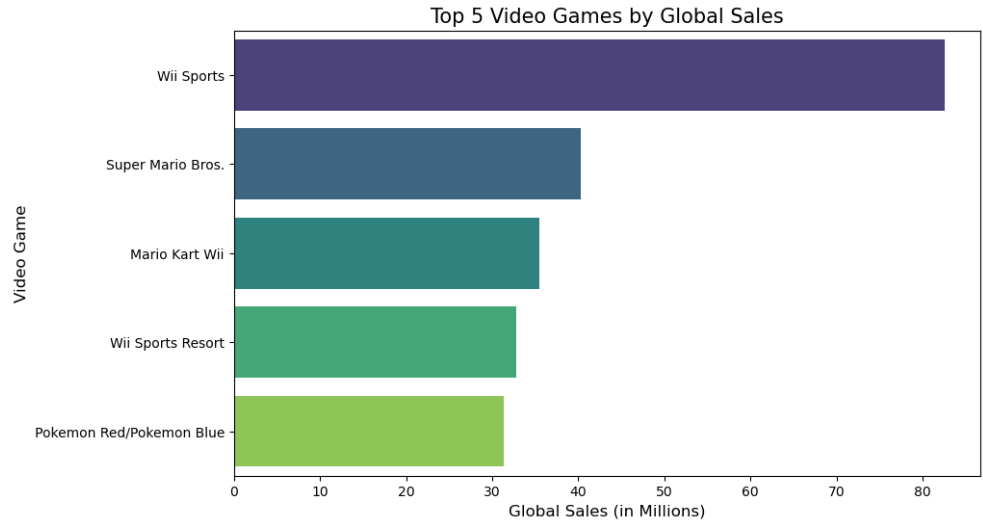 Top 5 Video Games by Global Sales
Video Game
Wii Sports
Super Mario Bros.
Mario Kart Wii
Wii Sports Resort
Pokemon Red/Pokemon Blue
0 10 20 30 40 50 60 70 80
Global Sales (in Millions)